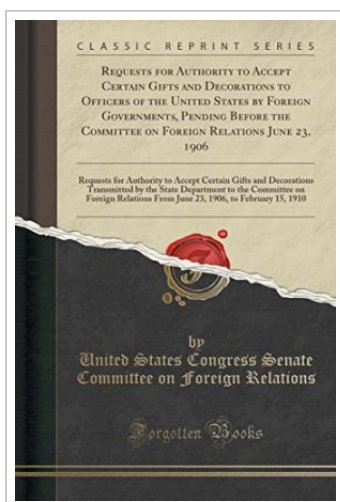 CLASSIC REPRINT SERIES
REQUESTS FOR AUTHORITY TO ACCEPT
CERTAIN GIFTS AND DECORATIONS TO
OFFICERS OF THE UNITED STATES BY FOREIGN
GOVERNMENTS, PENDING BEFORE THE
COMMITTEE ON FOREIGN RELATIONS JUNE 23,
1906
Requests for Authority to Accept Certain Gifts and Decorations
Transmitted by the State Department to the Committee on
Foreign Relations From June 23, 1906, to February 15, 1910
by
United States Congress Senate
Committee on Foreign Relations
Forgotten Books